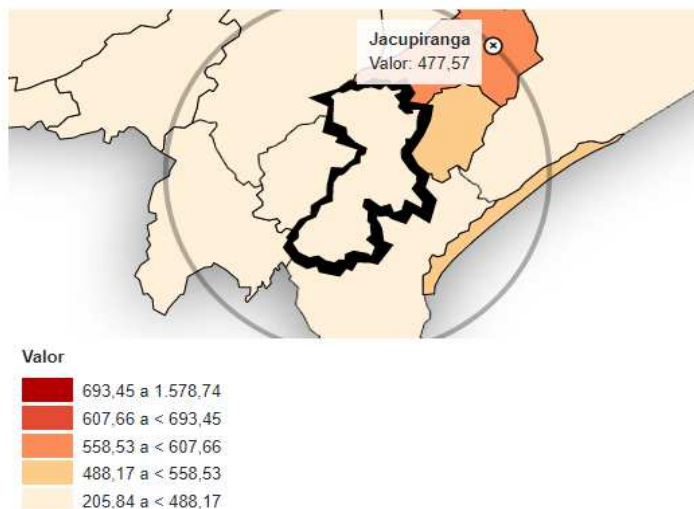 Jacupiranga
Valor: 477,57
Valor
693,45 a 1.578,74
607,66 a < 693,45
558,53 a < 607,66
488,17 a < 558,53
205,84 a < 488,17